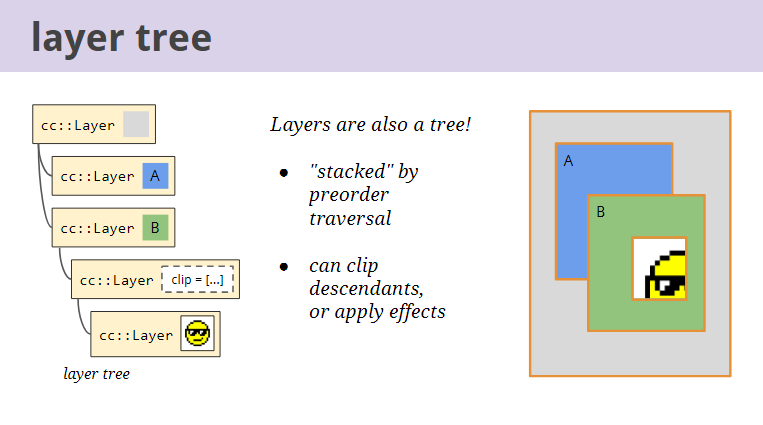 layer tree
cc::Layer
cc::Layer A
cc::Layer B
cc::Layer clip = [...]
cc::Layer
layer tree
Layers are also a tree!
● "stacked" by
preorder
traversal
● can clip
descendants,
or apply effects
A
B